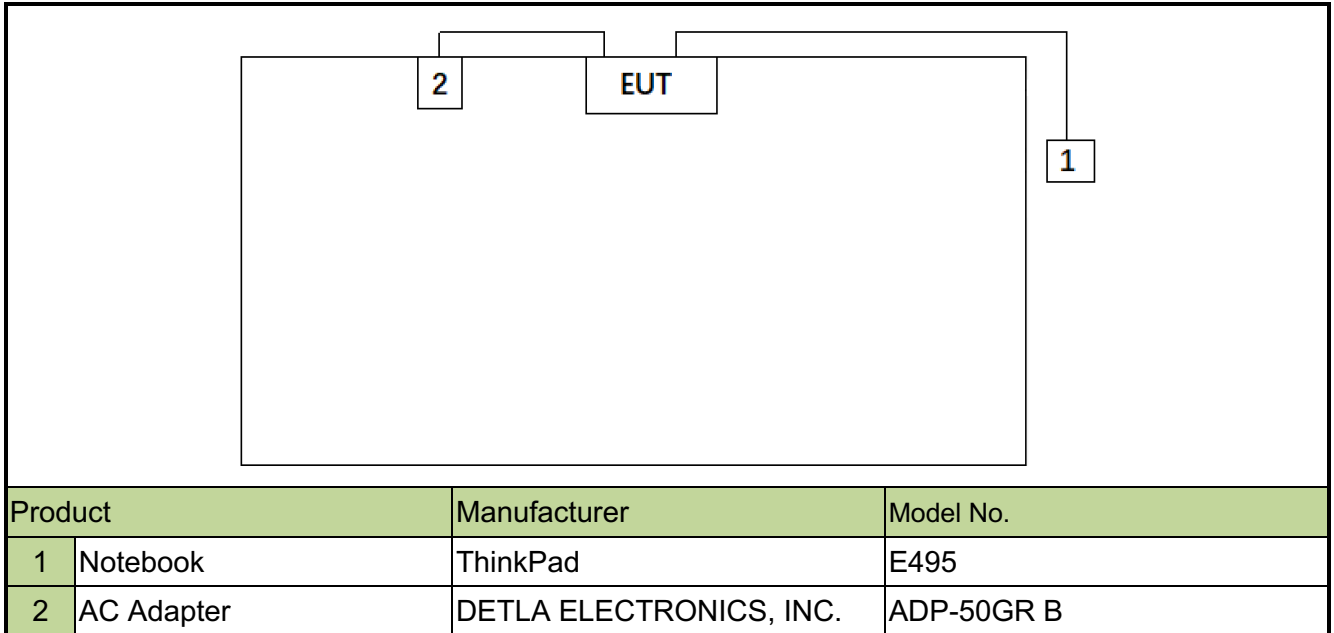 2 EUT
1
Product Manufacturer Model No.
1 Notebook ThinkPad E495
2 AC Adapter DETLA ELECTRONICS, INC. ADP-50GR B